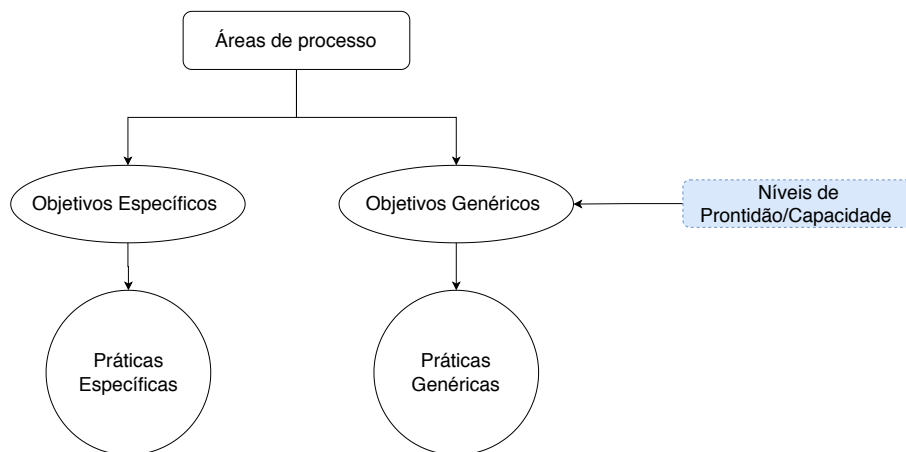 Áreas de processo
Objetivos Específicos
Objetivos Genéricos
Níveis de
Prontidão/Capacidade
Práticas
Específicas
Práticas
Genéricas